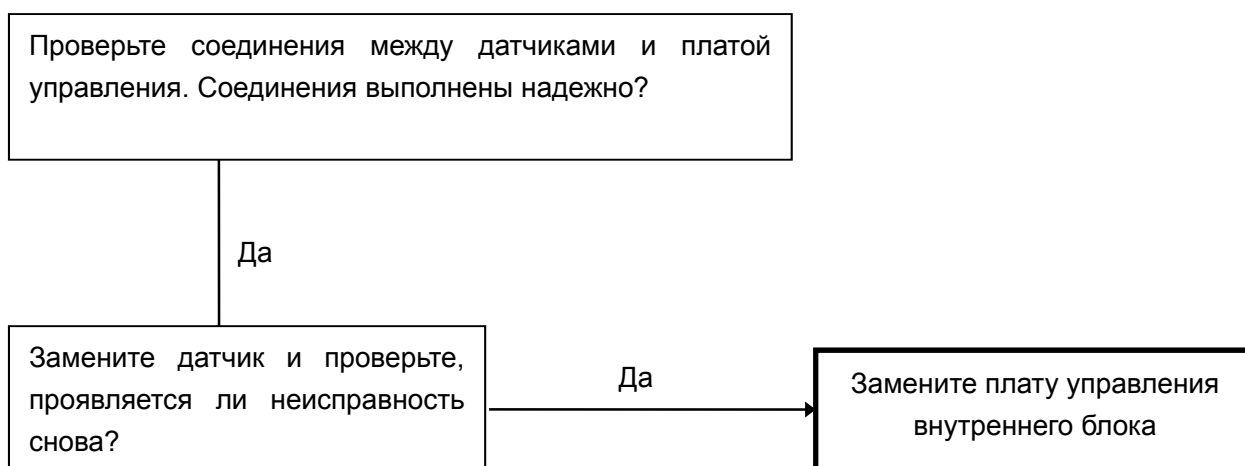 Проверьте соединения между датчиками и платой
управления. Соединения выполнены надежно?
Да
Замените датчик и проверьте,
проявляется ли неисправность
снова?
Да
Замените плату управления
внутреннего блока